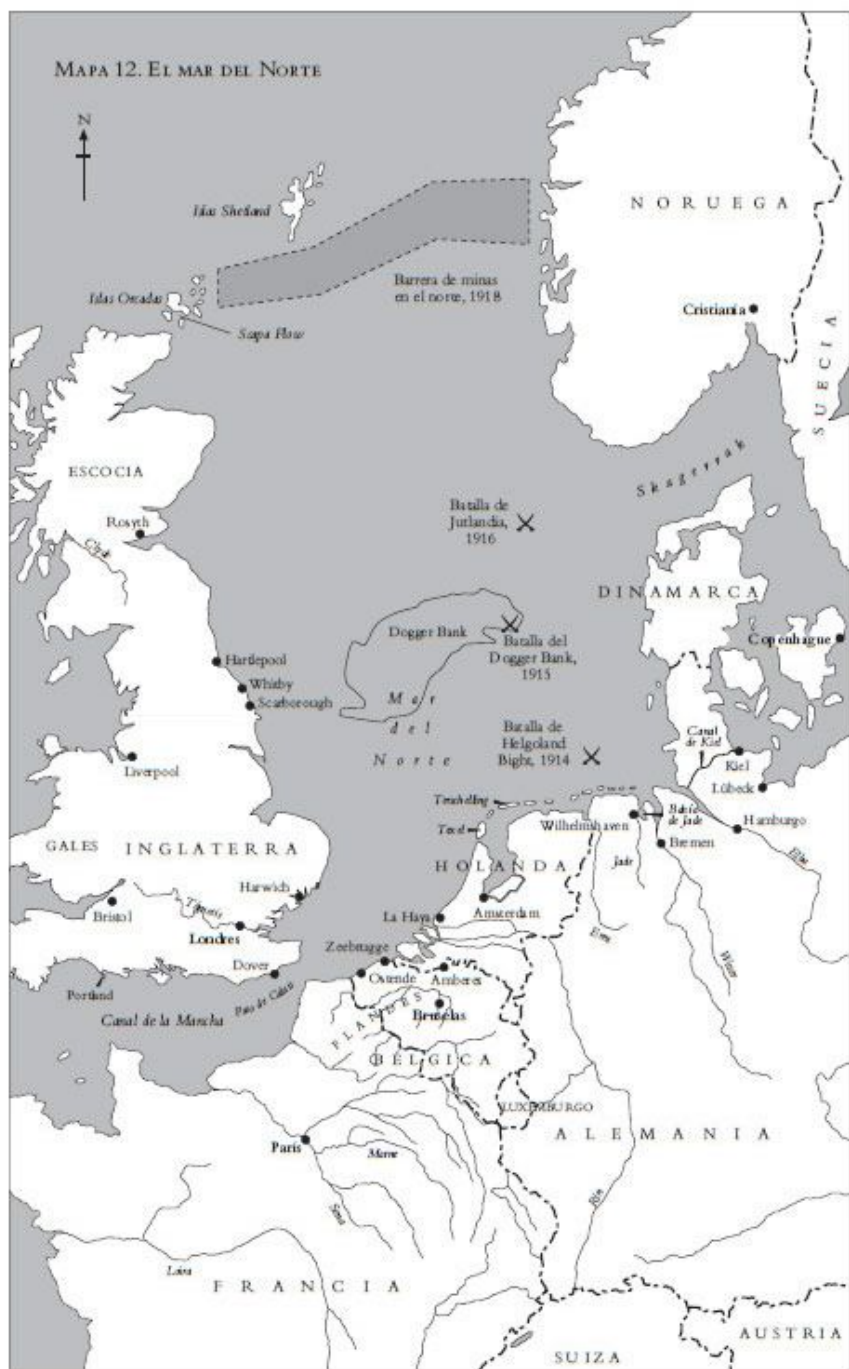 MAPA 12. EL MAR DEL NORTE
N
Islas Shetland
NORUEGA
Islas Orcadas
Barrera de minas
en el norte, 1918
Cristianía
Scapa Flow
SUECIA
ESCOCIA
Skagerrak
Batalla de
Jutlandia,
1916
Rosyth
Clyde
DINAMARCA
Dogger Bank
Batalla del
Dogger Bank,
1915
Copenhague
Hartlepool
Whitby
Scarborough
Mar
del
Norte
Batalla de
Helgoland
Bight, 1914
Canal
de Kiel
Kiel
Liverpool
Lübeck
Terschelling
Texel
Wilhelmshaven
Bahía
de Jade
Hamburgo
GALES
INGLATERRA
HOLANDA
Jade
Bremen
Elba
Harwich
Bristol
Támesis
Londres
La Haya
Amsterdam
Ems
Weser
Zeebrugge
Dover
Ostende
Amberes
Portland
Paso de Calais
Canal de la Mancha
FLANDES
Bruselas
BÉLGICA
LUXEMBURGO
ALEMANIA
París
Marne
Sena
Rin
Loira
FRANCIA
SUIZA
AUSTRIA